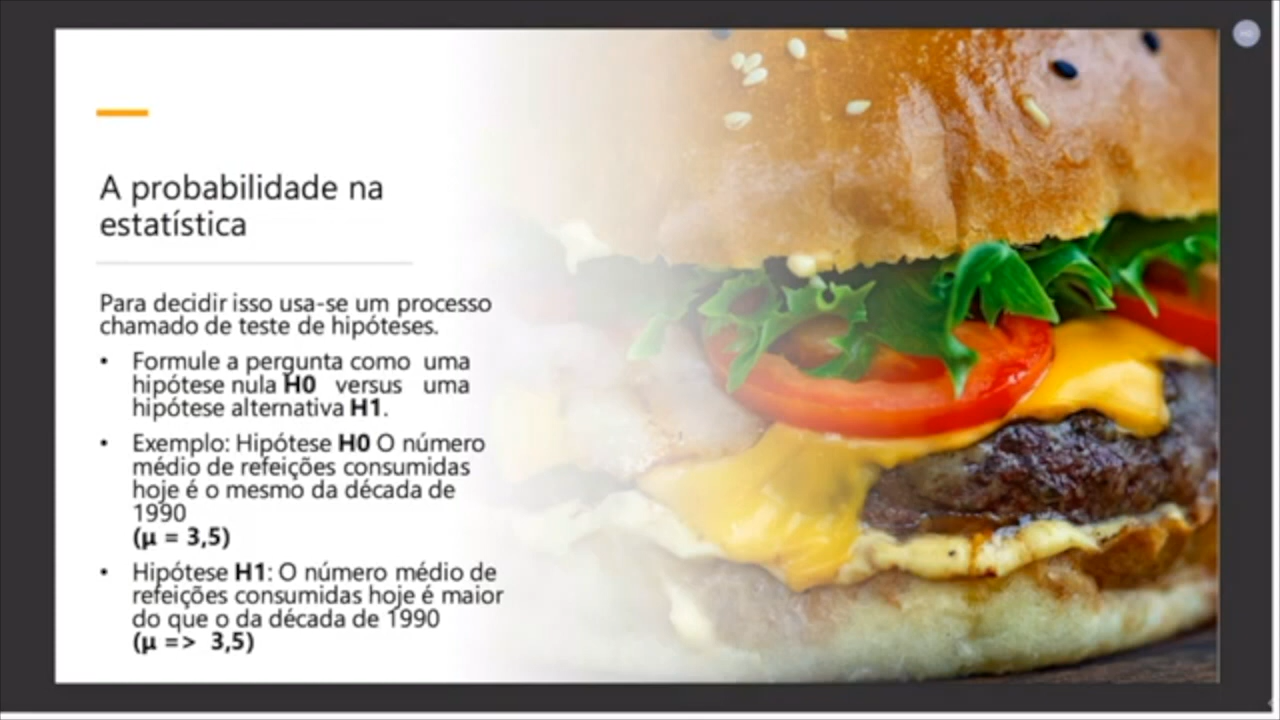 A probabilidade na
estatística
Para decidir isso usa-se um processo
chamado de teste de hipóteses.
• Formule a pergunta como uma
hipótese nula H0 versus uma
hipótese alternativa H1.
• Exemplo: Hipótese H0 O número
médio de refeições consumidas
hoje é o mesmo da década de
1990
(μ = 3,5)
• Hipótese H1: O número médio de
refeições consumidas hoje é maior
do que o da década de 1990
(μ => 3,5)